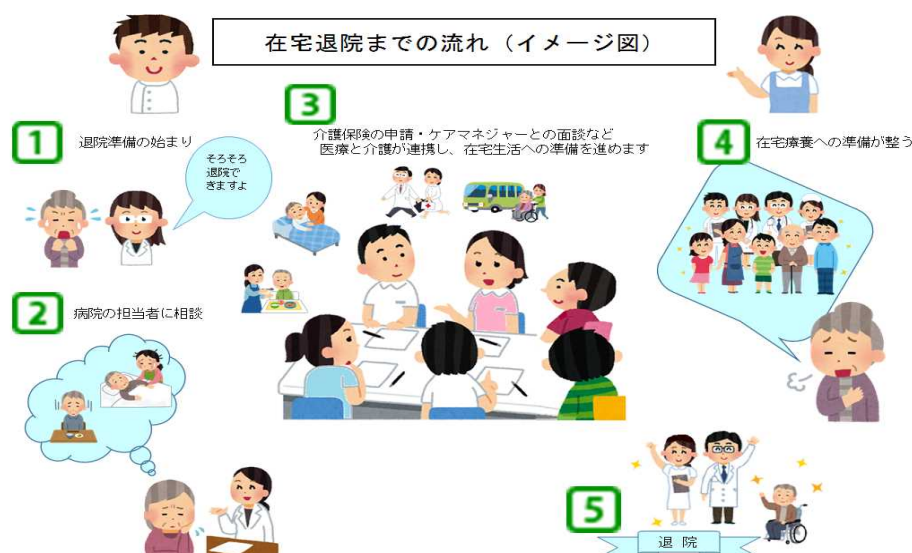 在宅退院までの流れ（イメージ図）
1
退院準備の始まり
そろそろ
退院で
きますよ
2
病院の担当者に相談
3
介護保険の申請・ケアマネジャーとの面談など
医療と介護が連携し、在宅生活への準備を進めます
4
在宅療養への準備が整う
5
退 院